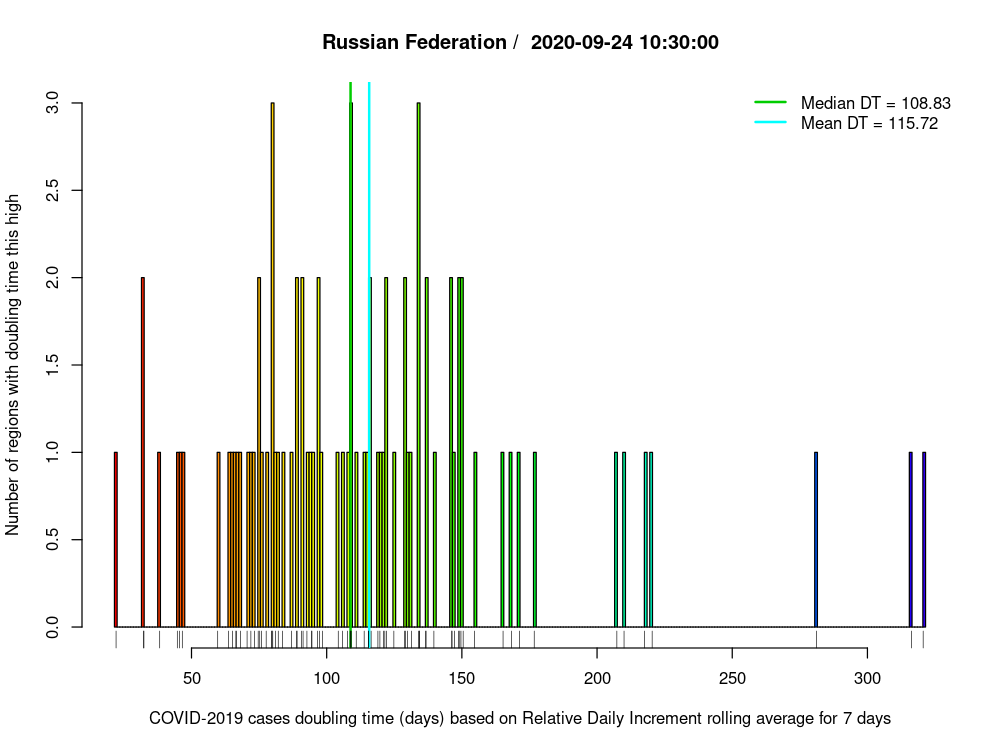 Russian Federation /  2020-09-24 10:30:00
Median DT = 108.83
Mean DT = 115.72
Number of regions with doubling time this high
3.0
2.5
2.0
1.5
1.0
0.5
0.0
50 100 150 200 250 300
COVID-2019 cases doubling time (days) based on Relative Daily Increment rolling average for 7 days